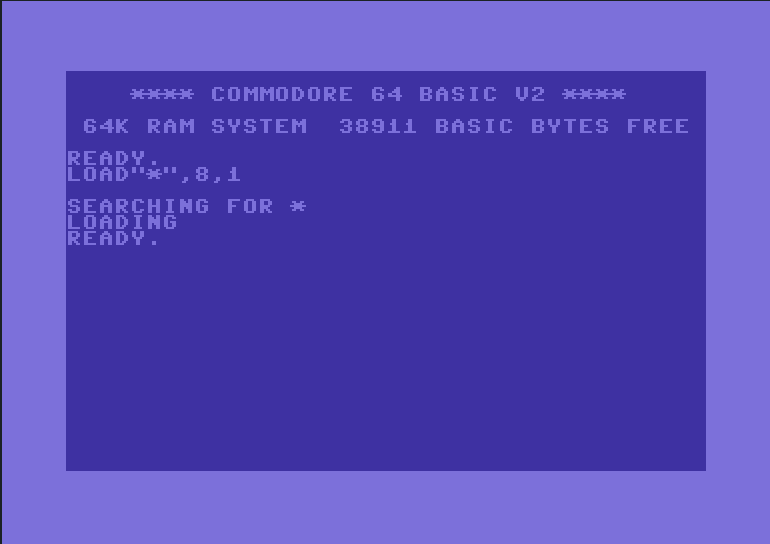 **** COMMODORE 64 BASIC V2 ****
64K RAM SYSTEM  38911 BASIC BYTES FREE
READY.
LOAD"*",8,1
SEARCHING FOR *
LOADING
READY.